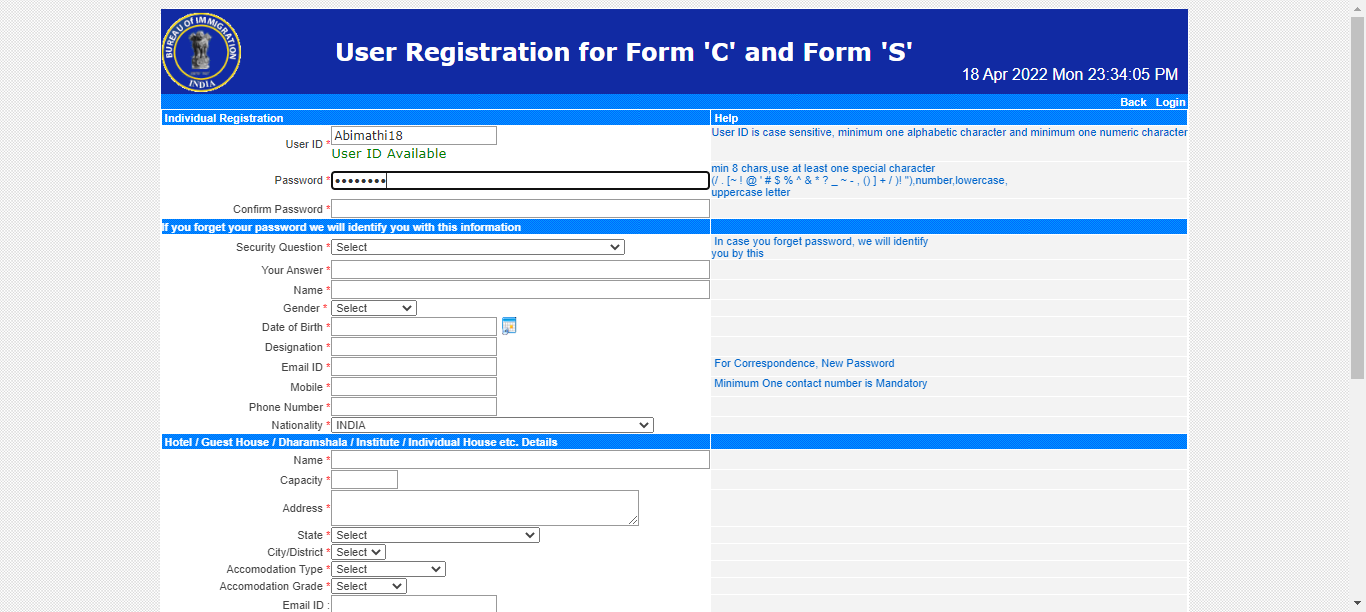 BUREAU OF IMMIGRATION
INDIA
User Registration for Form 'C' and Form 'S'
18 Apr 2022 Mon 23:34:05 PM
Back Login
Individual Registration Help
User ID * Abimathi18 User ID is case sensitive, minimum one alphabetic character and minimum one numeric character
User ID Available
Password * •••••••• min 8 chars,use at least one special character
(/ . [~ ! @ ' # $ % ^ & * ? _ ~ - , () ] + / )! "),number,lowercase,
uppercase letter
Confirm Password *
If you forget your password we will identify you with this information
Security Question * Select In case you forget password, we will identify
you by this
Your Answer *
Name *
Gender * Select
Date of Birth *
Designation *
Email ID * For Correspondence, New Password
Mobile * Minimum One contact number is Mandatory
Phone Number *
Nationality * INDIA
Hotel / Guest House / Dharamshala / Institute / Individual House etc. Details
Name *
Capacity *
Address *
State * Select
City/District * Select
Accomodation Type * Select
Accomodation Grade * Select
Email ID :